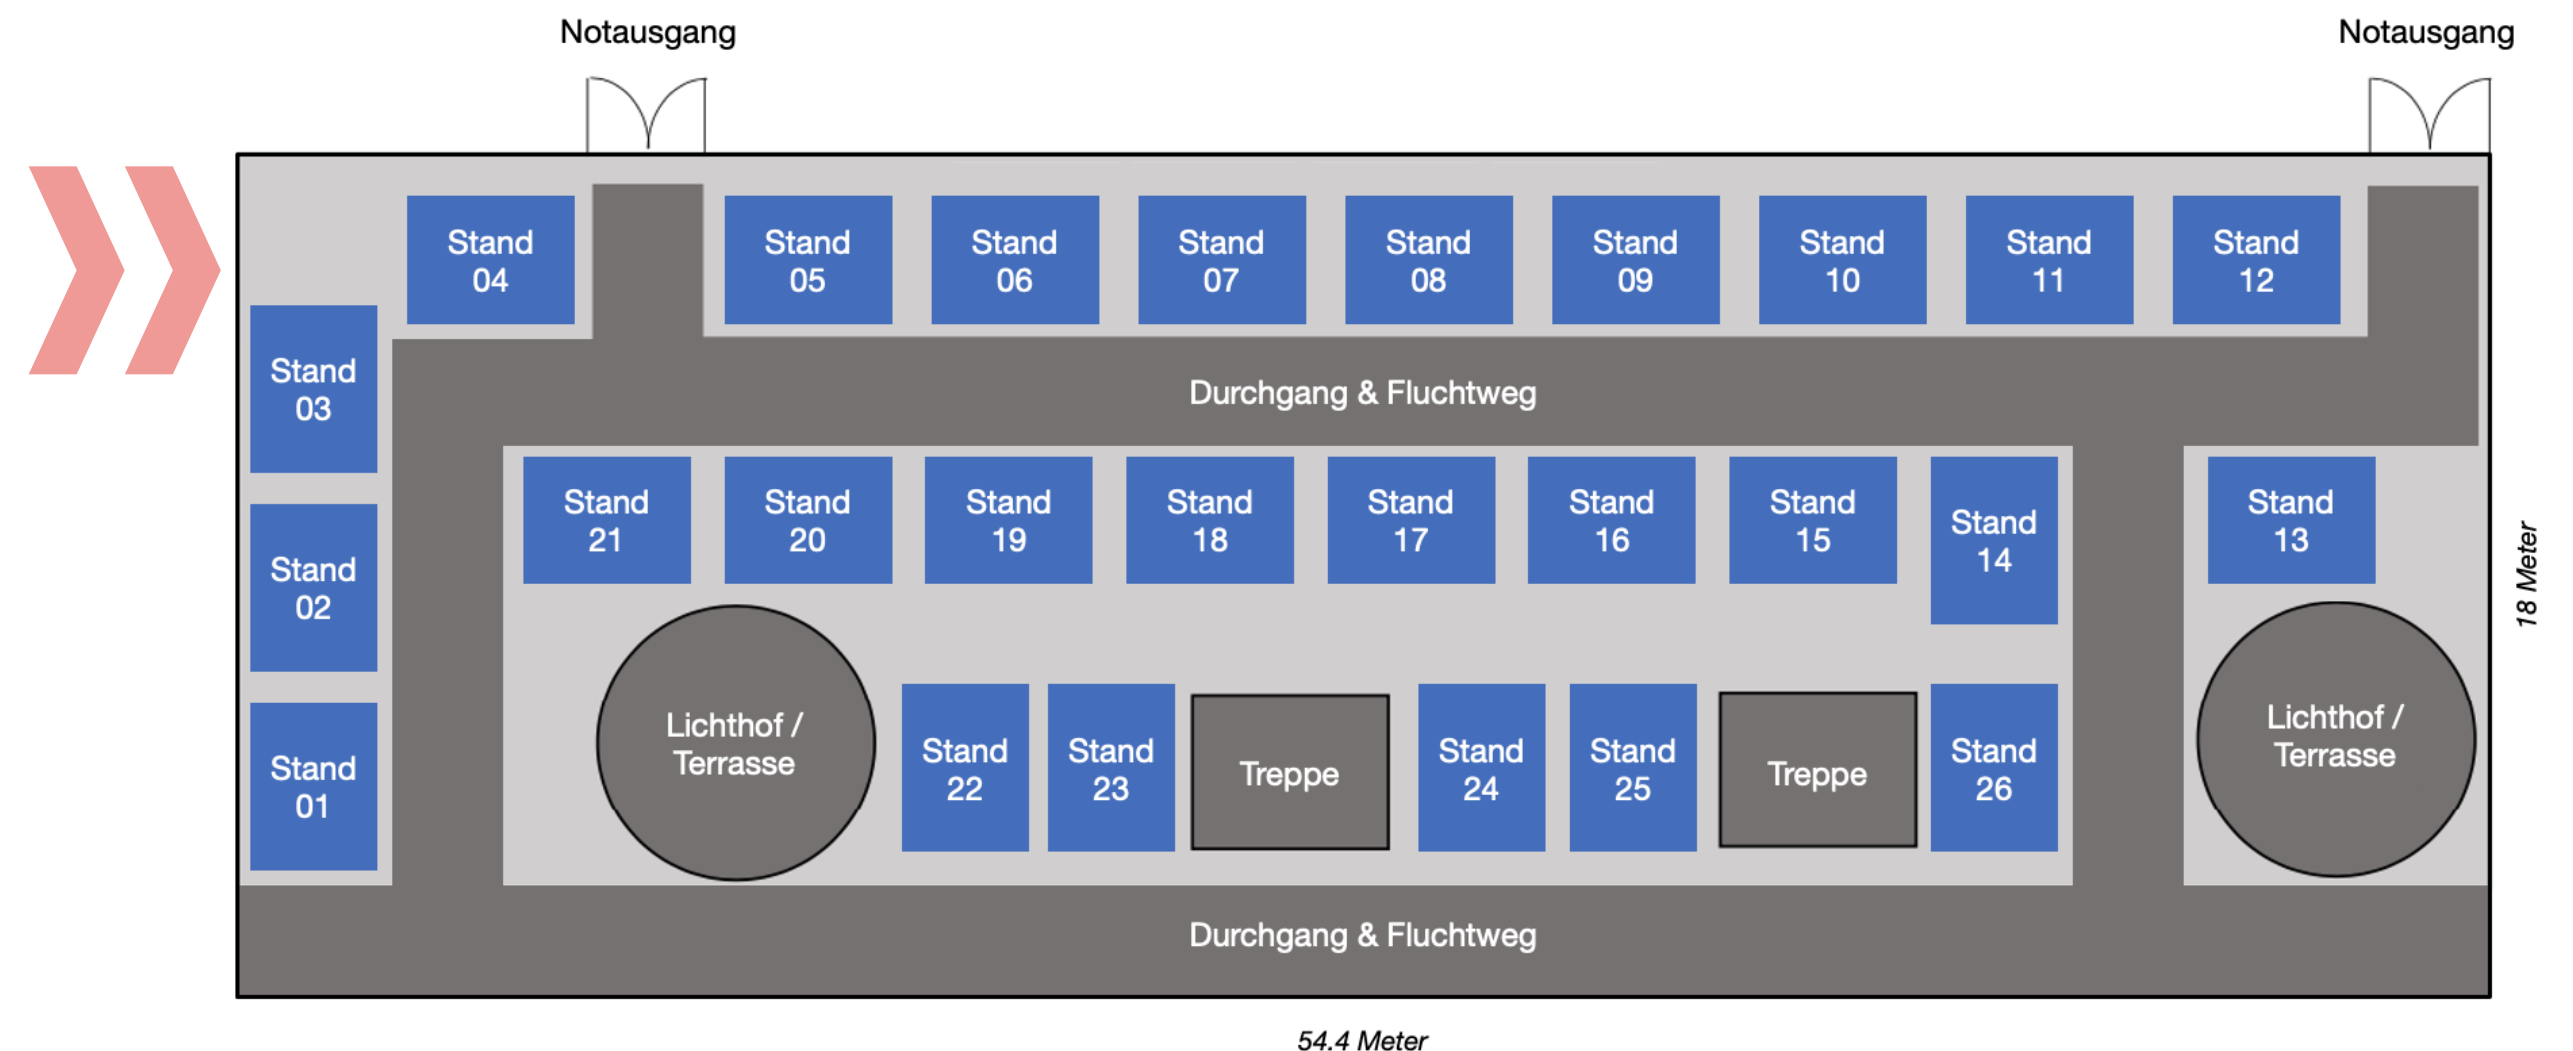 Notausgang
Notausgang
Stand
04
Stand
05
Stand
06
Stand
07
Stand
08
Stand
09
Stand
10
Stand
11
Stand
12
Stand
03
Durchgang & Fluchtweg
Stand
21
Stand
20
Stand
19
Stand
18
Stand
17
Stand
16
Stand
15
Stand
14
Stand
13
18 Meter
Stand
02
Lichthof /
Terrasse
Stand
22
Stand
23
Treppe
Stand
24
Stand
25
Treppe
Stand
26
Lichthof /
Terrasse
Stand
01
Durchgang & Fluchtweg
54.4 Meter